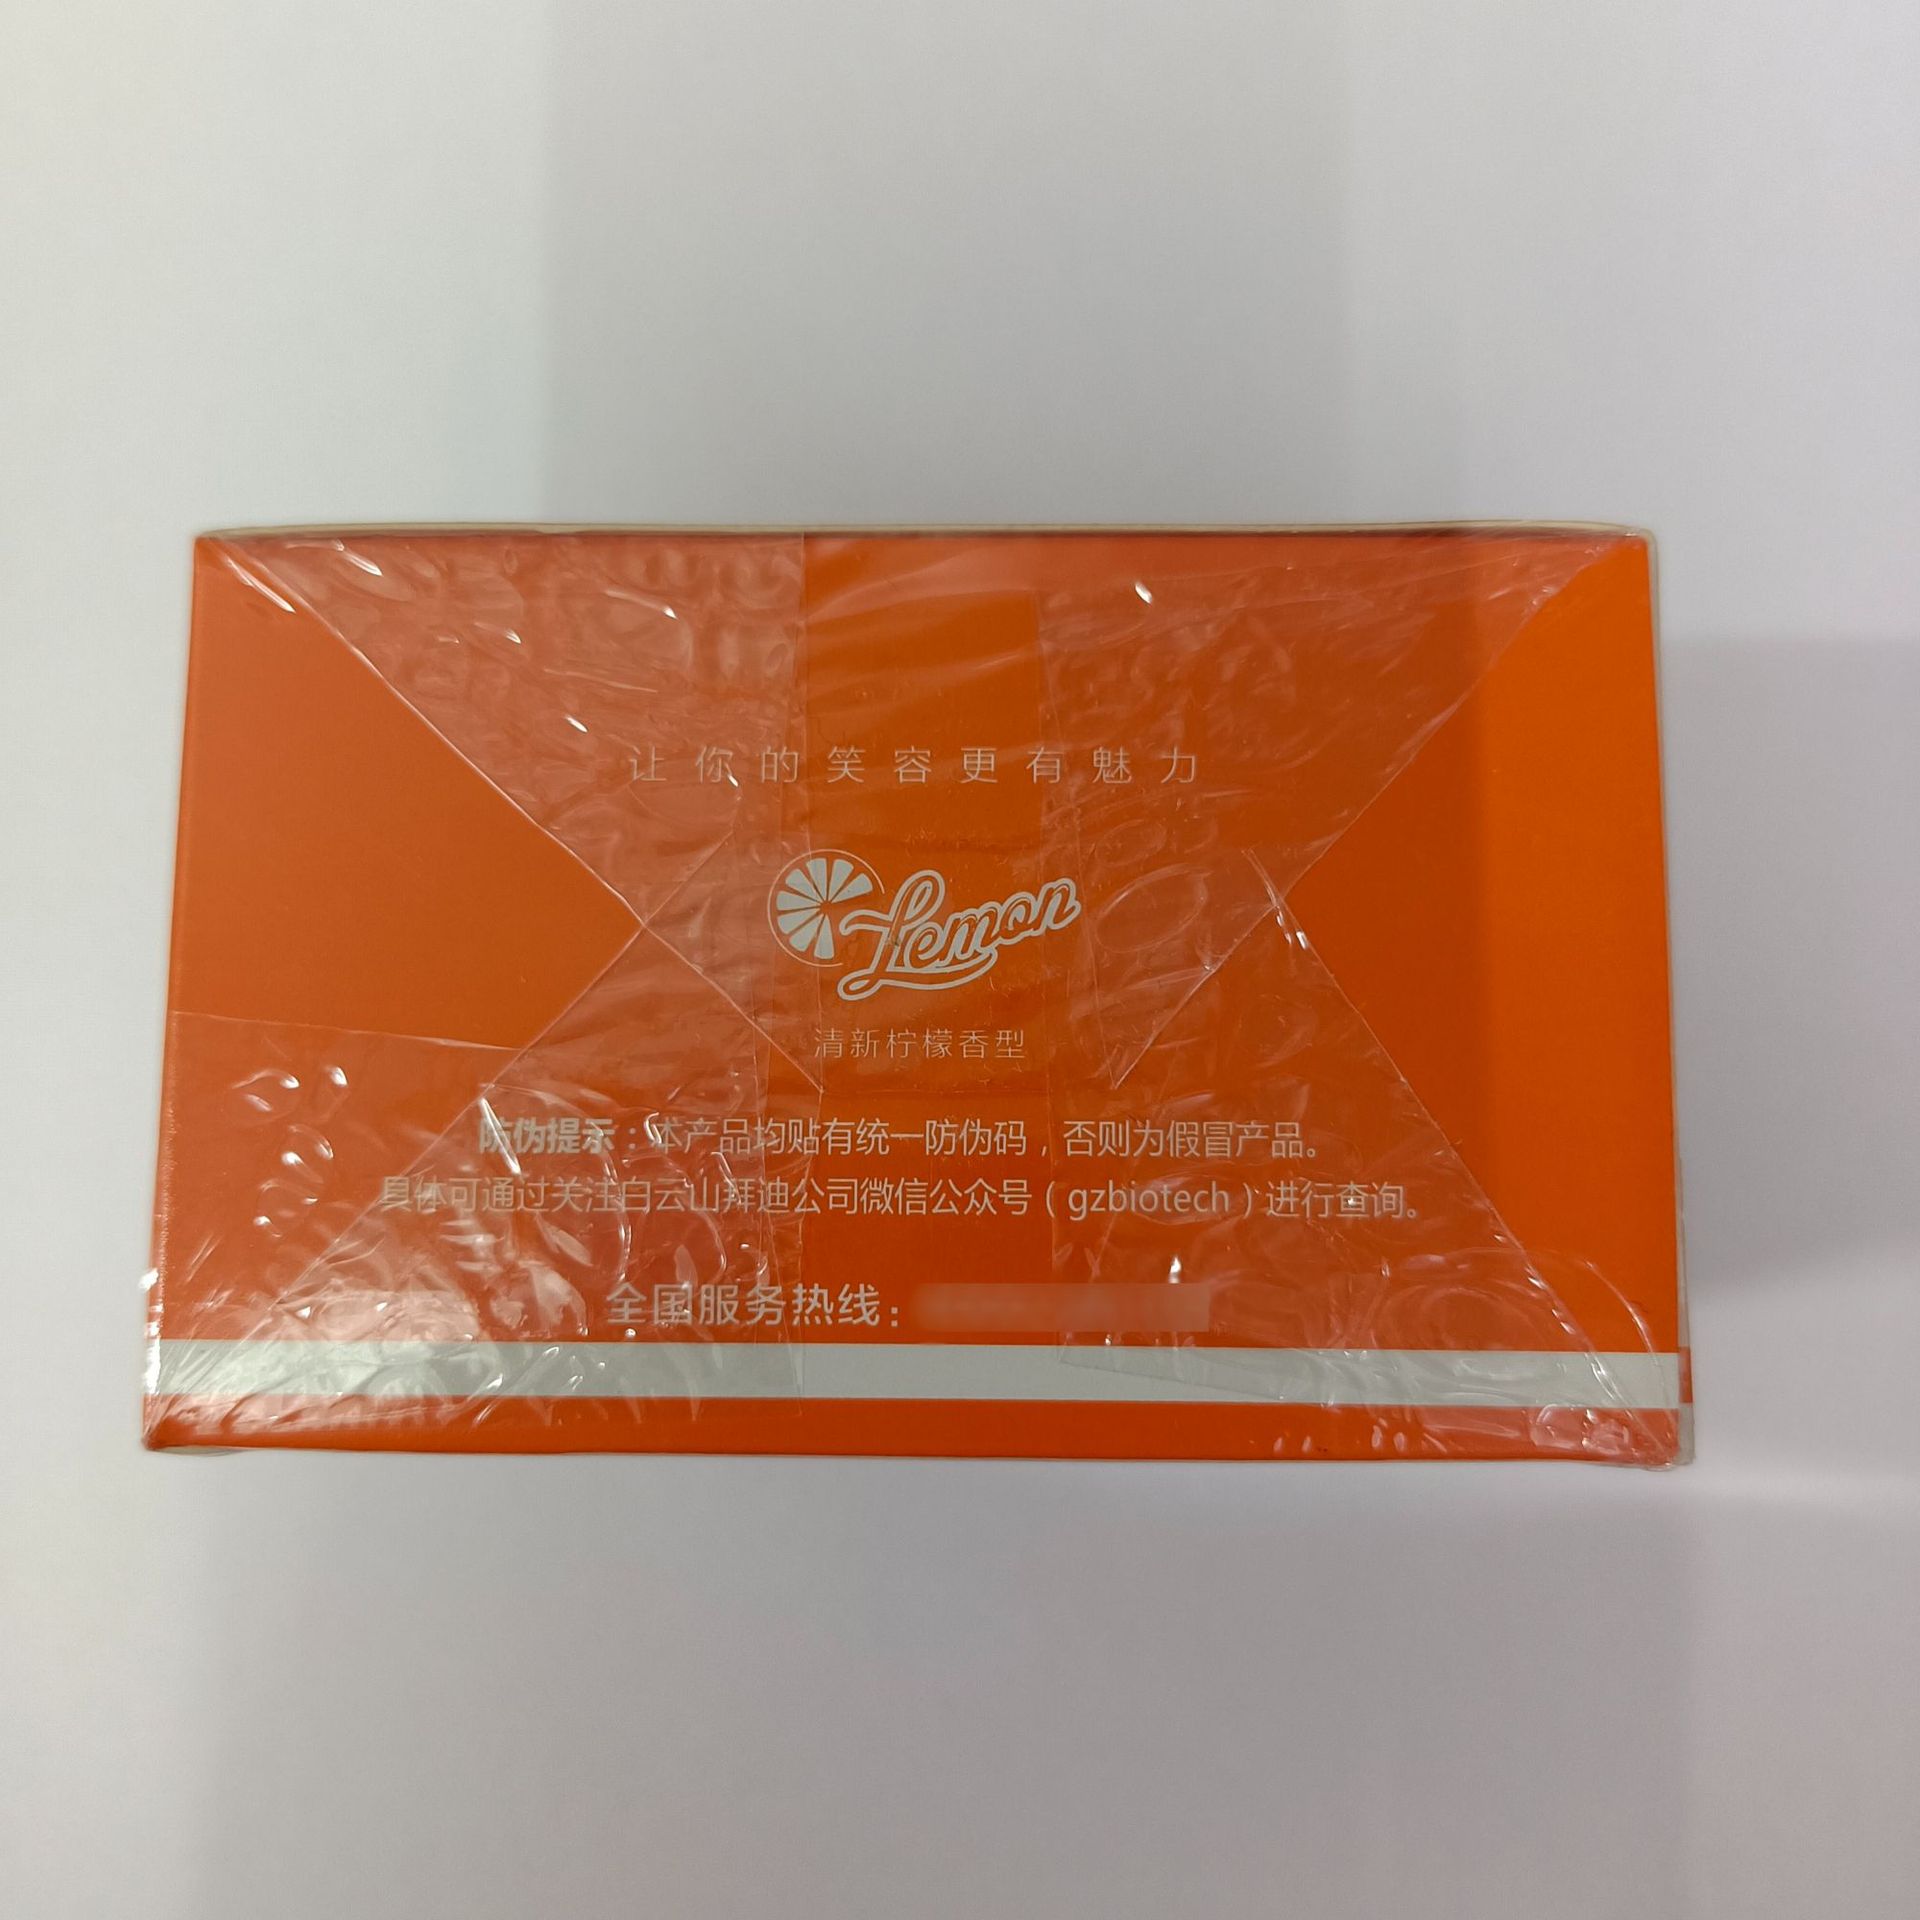 让你的笑容更有魅力
Lemon
清新柠檬香型
防伪提示：本产品均贴有统一防伪码，否则为假冒产品。
具体可通过关注白云山拜迪公司微信公众号（gzbiotech）进行查询。
全国服务热线：